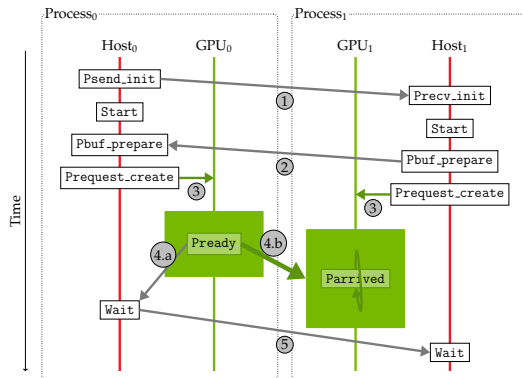 Process₀
Process₁
Host₀
GPU₀
GPU₁
Host₁
Psend_init
Precv_init
1
Start
Start
Pbuf_prepare
Pbuf_prepare
2
Prequest_create
3
3
Prequest_create
Time
Pready
4.a
4.b
Parrived
Wait
5
Wait